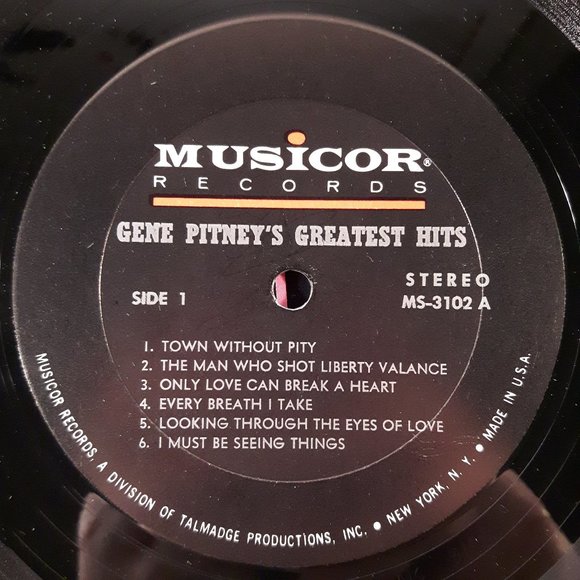 MUSICOR®
RECORDS
GENE PITNEY'S GREATEST HITS
STEREO
SIDE 1
MS-3102 A
1. TOWN WITHOUT PITY
2. THE MAN WHO SHOT LIBERTY VALANCE
3. ONLY LOVE CAN BREAK A HEART
4. EVERY BREATH I TAKE
5. LOOKING THROUGH THE EYES OF LOVE
6. I MUST BE SEEING THINGS
MUSICOR RECORDS, A DIVISION OF TALMADGE PRODUCTIONS, INC. • NEW YORK, N. Y. • MADE IN U.S.A.